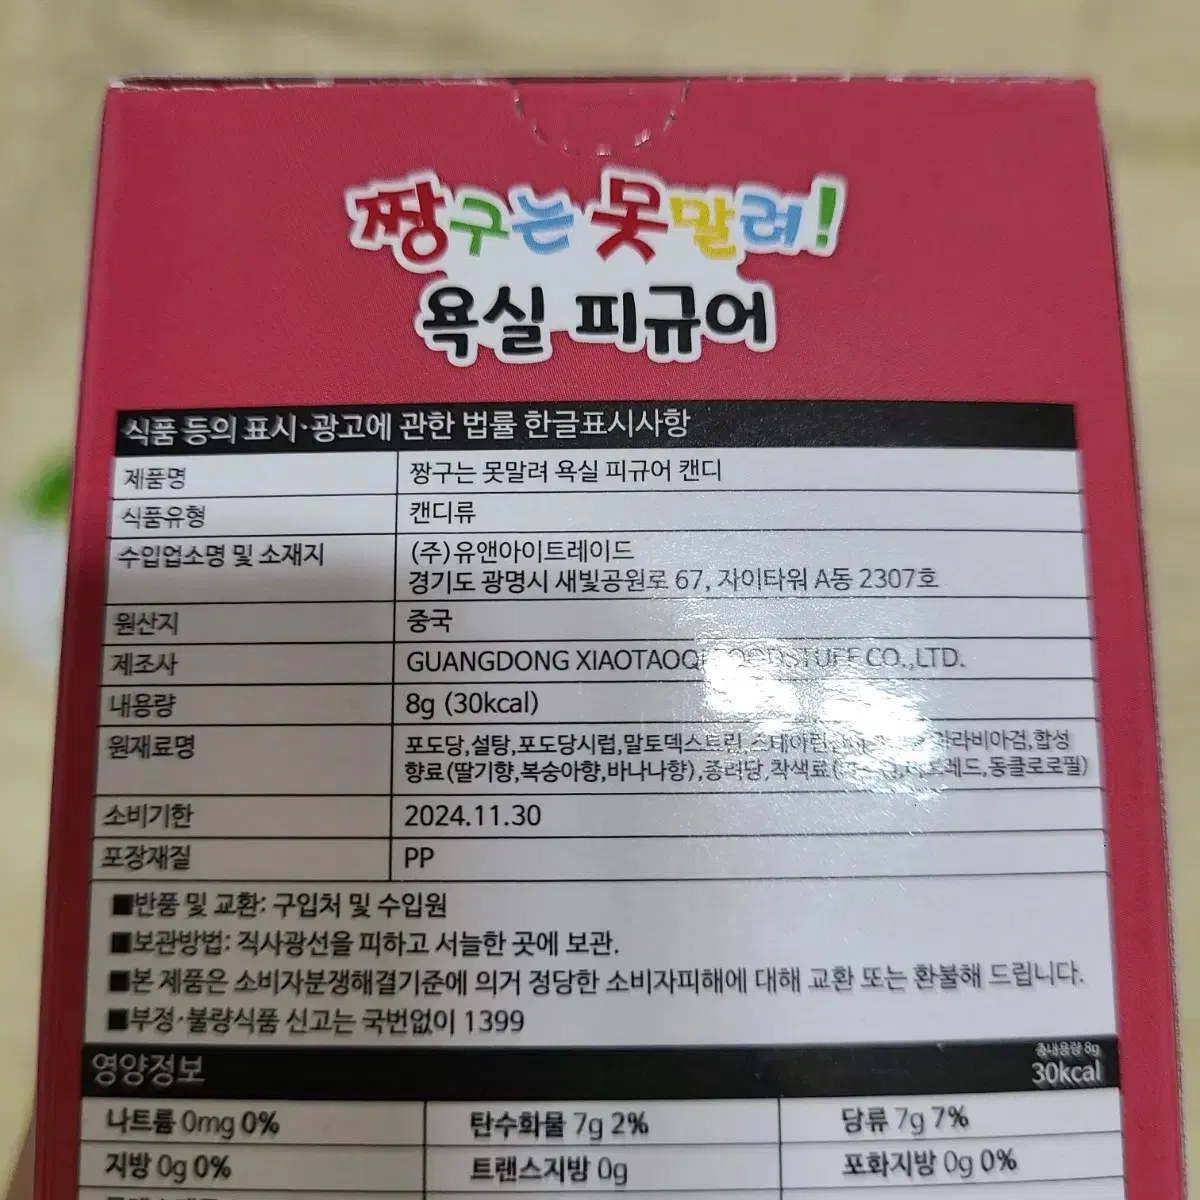 짱구는 못말려!
욕실 피규어
식품 등의 표시·광고에 관한 법률 한글표시사항
제품명 짱구는 못말려 욕실 피규어 캔디
식품유형 캔디류
수입업소명 및 소재지 (주)유앤아이트레이드
경기도 광명시 새빛공원로 67, 자이타워 A동 2307호
원산지 중국
제조사 GUANGDONG XIAOTAOQI FOODSTUFF CO.,LTD.
내용량 8g (30kcal)
원재료명 포도당,설탕,포도당시럽,말토덱스트린,아라비아검,합성
향료(딸기향,복숭아향,바나나향),착색료(동클로로필)
소비기한 2024.11.30
포장재질 PP
■반품 및 교환: 구입처 및 수입원
■보관방법: 직사광선을 피하고 서늘한 곳에 보관.
■본 제품은 소비자분쟁해결기준에 의거 정당한 소비자피해에 대해 교환 또는 환불해 드립니다.
■부정·불량식품 신고는 국번없이 1399
영양정보 총내용량 8g
30kcal
나트륨 0mg 0% 탄수화물 7g 2% 당류 7g 7%
지방 0g 0% 트랜스지방 0g 포화지방 0g 0%